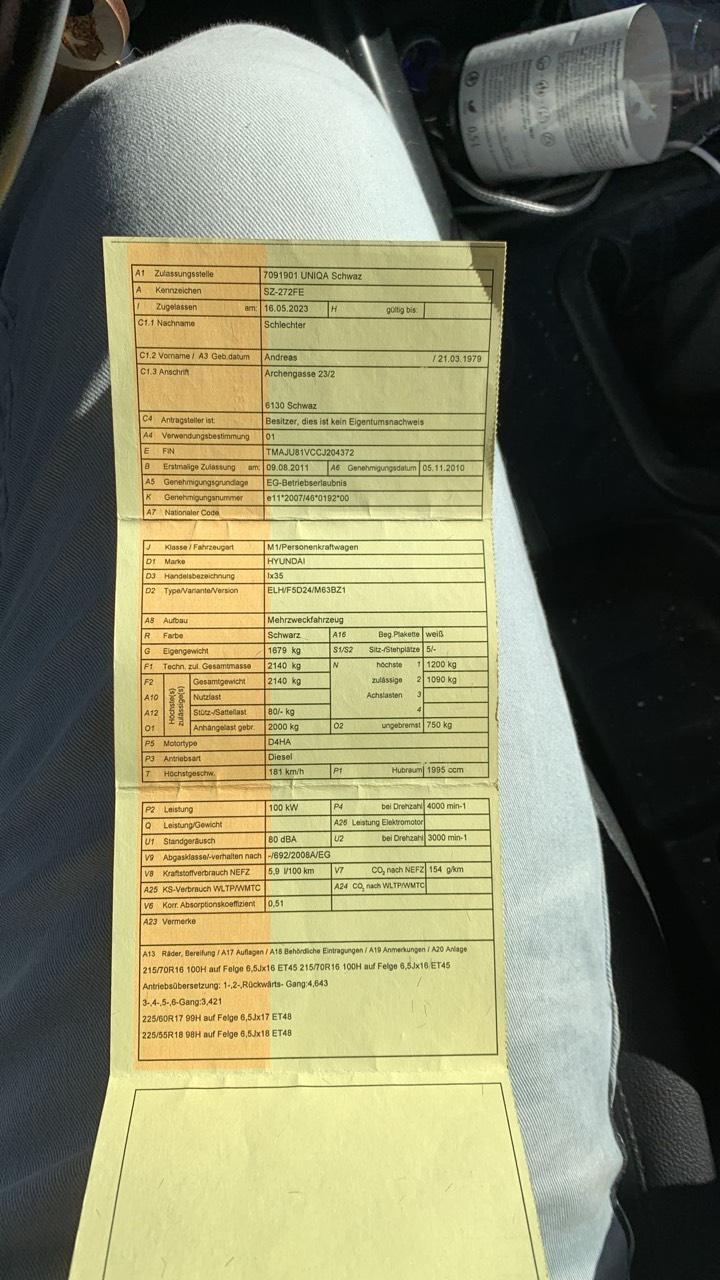 A1 Zulassungsstelle 7091901 UNIQA Schwaz
A Kennzeichen SZ-272FE
I Zugelassen am: 16.05.2023 H gültig bis:
C1.1 Nachname Schlechter
C1.2 Vorname / A3 Geb.datum Andreas / 21.03.1979
C1.3 Anschrift Archengasse 23/2
6130 Schwaz
C4 Antragsteller ist: Besitzer, dies ist kein Eigentumsnachweis
A4 Verwendungsbestimmung 01
E FIN TMAJU81VCCJ204372
B Erstmalige Zulassung am: 09.08.2011 A6 Genehmigungsdatum 05.11.2010
A5 Genehmigungsgrundlage EG-Betriebserlaubnis
K Genehmigungsnummer e11*2007/46*0192*00
A7 Nationaler Code
J Klasse / Fahrzeugart M1/Personenkraftwagen
D1 Marke HYUNDAI
D3 Handelsbezeichnung Ix35
D2 Type/Variante/Version ELH/F5D24/M63BZ1
A8 Aufbau Mehrzweckfahrzeug
R Farbe Schwarz A16 Beg.Plakette weiß
G Eigengewicht 1679 kg S1/S2 Sitz-/Stehplätze 5/-
F1 Techn. zul. Gesamtmasse 2140 kg N höchste 1 1200 kg
F2 Höchste(s) zulässige(s) Gesamtgewicht 2140 kg zulässige 2 1090 kg
A10 Nutzlast Achslasten 3
A12 Stütz-/Sattellast 80/- kg 4
O1 Anhängelast gebr. 2000 kg O2 ungebremst 750 kg
P5 Motortype D4HA
P3 Antriebsart Diesel
T Höchstgeschw. 181 km/h P1 Hubraum 1995 ccm
P2 Leistung 100 kW P4 bei Drehzahl 4000 min-1
Q Leistung/Gewicht A26 Leistung Elektromotor
U1 Standgeräusch 80 dBA U2 bei Drehzahl 3000 min-1
V9 Abgasklasse/-verhalten nach -/692/2008A/EG
V8 Kraftstoffverbrauch NEFZ 5,9 l/100 km V7 CO₂ nach NEFZ 154 g/km
A25 KS-Verbrauch WLTP/WMTC A24 CO₂ nach WLTP/WMTC
V6 Korr. Absorptionskoeffizient 0,51
A23 Vermerke
A13 Räder, Bereifung / A17 Auflagen / A18 Behördliche Eintragungen / A19 Anmerkungen / A20 Anlage
215/70R16 100H auf Felge 6,5Jx16 ET45 215/70R16 100H auf Felge 6,5Jx16 ET45
Antriebsübersetzung: 1-,2-,Rückwärts- Gang:4,643
3-,4-,5-,6-Gang:3,421
225/60R17 99H auf Felge 6,5Jx17 ET48
225/55R18 98H auf Felge 6,5Jx18 ET48
0,5 L